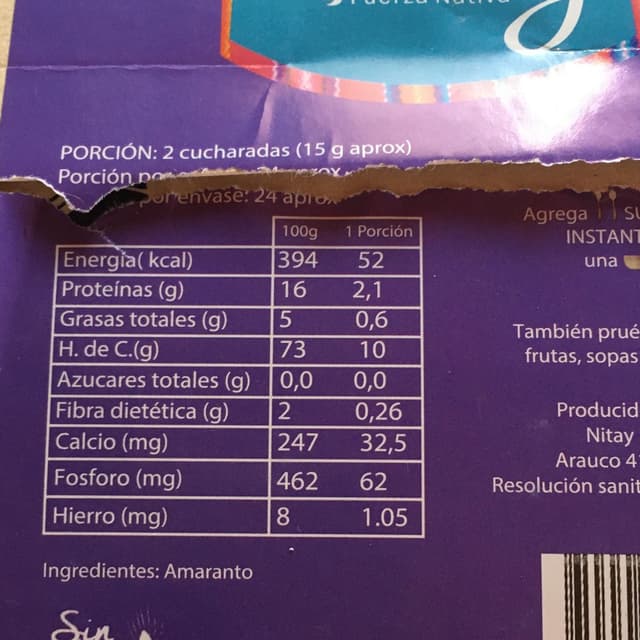 Fuerza Nativa
PORCIÓN: 2 cucharadas (15 g aprox)
Porción
por envase: 24 aprox
100g 1 Porción
Energía( kcal) 394 52
Proteínas (g) 16 2,1
Grasas totales (g) 5 0,6
H. de C.(g) 73 10
Azucares totales (g) 0,0 0,0
Fibra dietética (g) 2 0,26
Calcio (mg) 247 32,5
Fosforo (mg) 462 62
Hierro (mg) 8 1.05
Ingredientes: Amaranto
Sin
Agrega SU
INSTANT
una
También prué
frutas, sopas
Producid
Nitay
Arauco 4
Resolución sanit